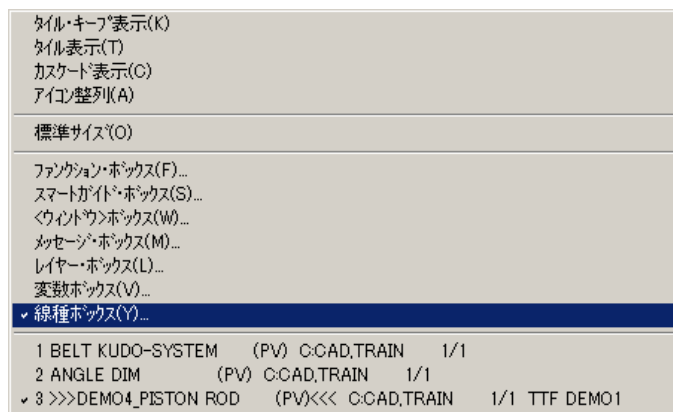 ﾀｲﾙ･ｷｰﾌﾟ表示(K)
ﾀｲﾙ表示(T)
ｶｽｹｰﾄﾞ表示(C)
ｱｲｺﾝ整列(A)
標準ｻｲｽﾞ(O)
ﾌｧﾝｸｼｮﾝ･ﾎﾞｯｸｽ(F)...
ｽﾏｰﾄｶﾞｲﾄﾞ･ﾎﾞｯｸｽ(S)...
<ｳｨﾝﾄﾞｳ>ﾎﾞｯｸｽ(W)...
ﾒｯｾｰｼﾞ･ﾎﾞｯｸｽ(M)...
ﾚｲﾔｰ･ﾎﾞｯｸｽ(L)...
変数ﾎﾞｯｸｽ(V)...
✓線種ﾎﾞｯｸｽ(Y)...
1 BELT KUDO-SYSTEM (PV) C:CAD,TRAIN 1/1
2 ANGLE DIM (PV) C:CAD,TRAIN 1/1
✓3 >>>DEMO4_PISTON ROD (PV)<<< C:CAD,TRAIN 1/1 TTF DEMO1